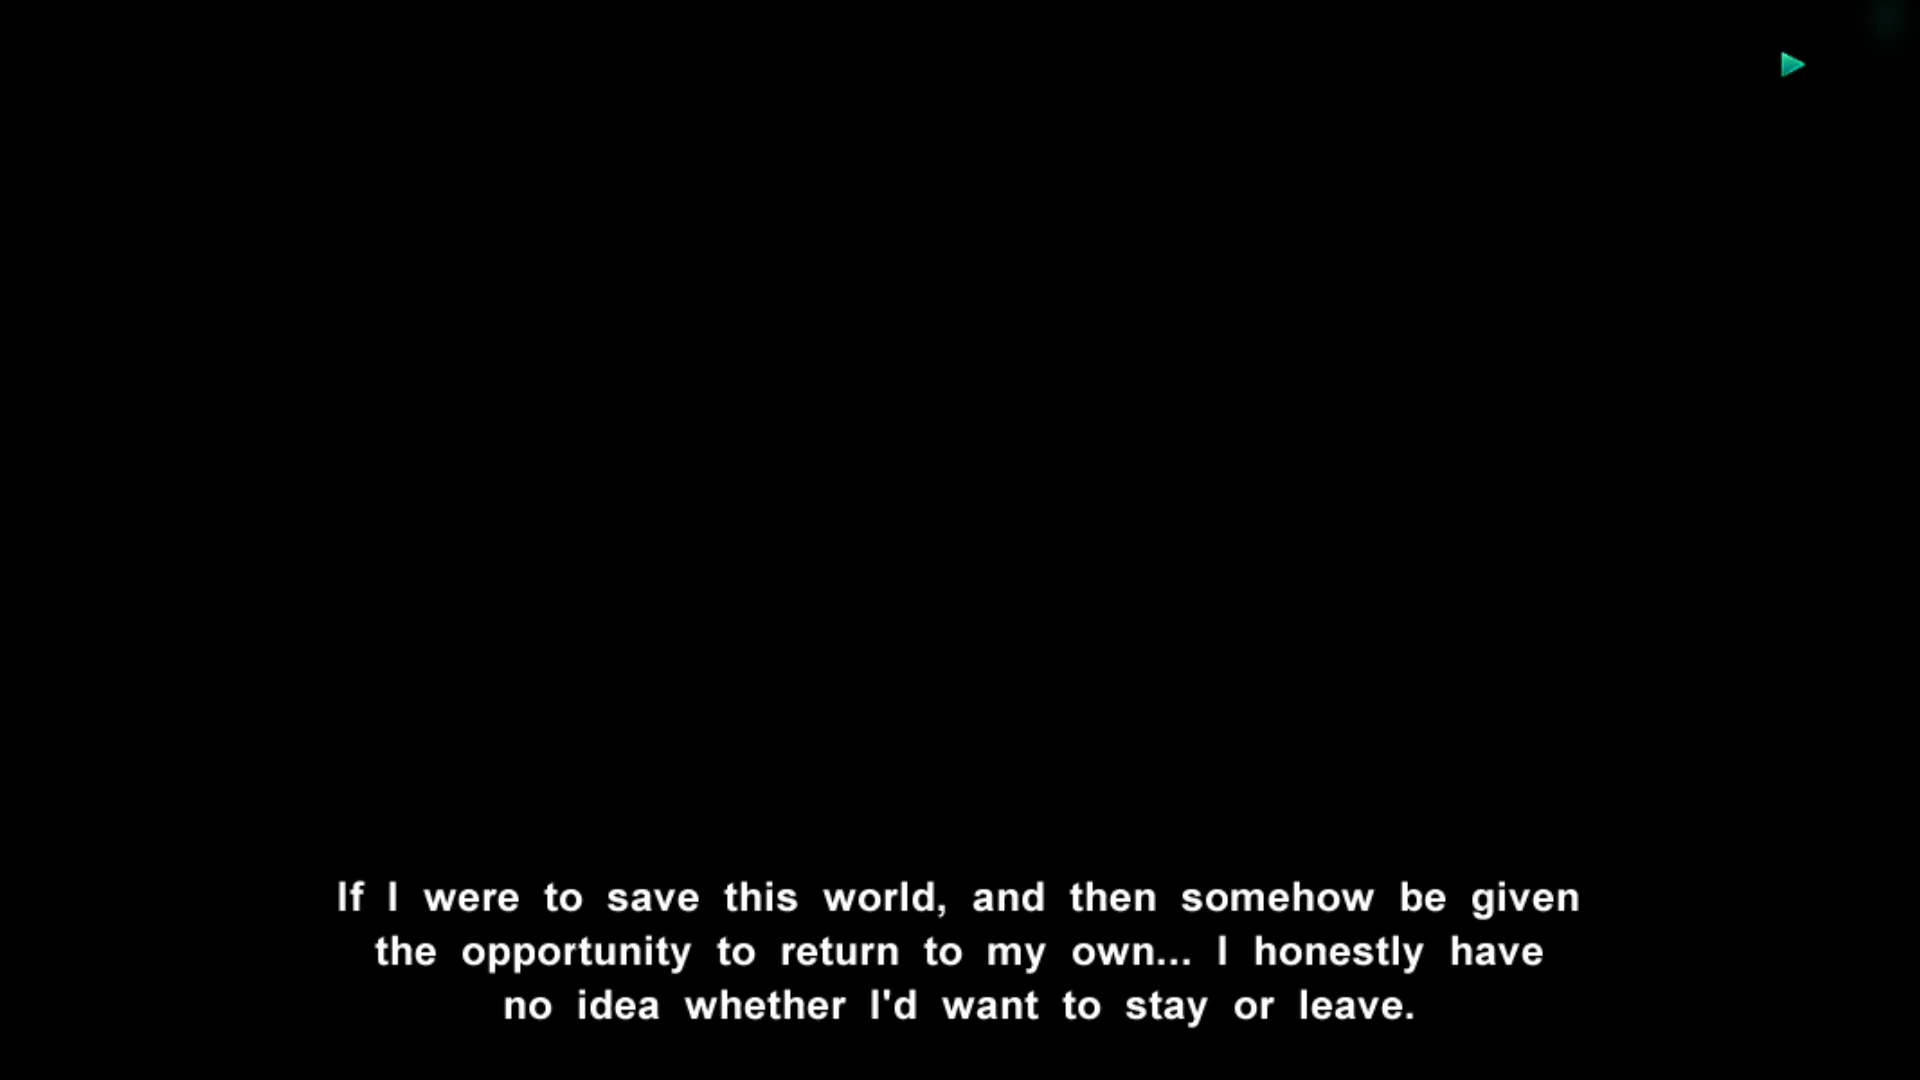 If I were to save this world, and then somehow be given
the opportunity to return to my own... I honestly have
no idea whether I'd want to stay or leave.